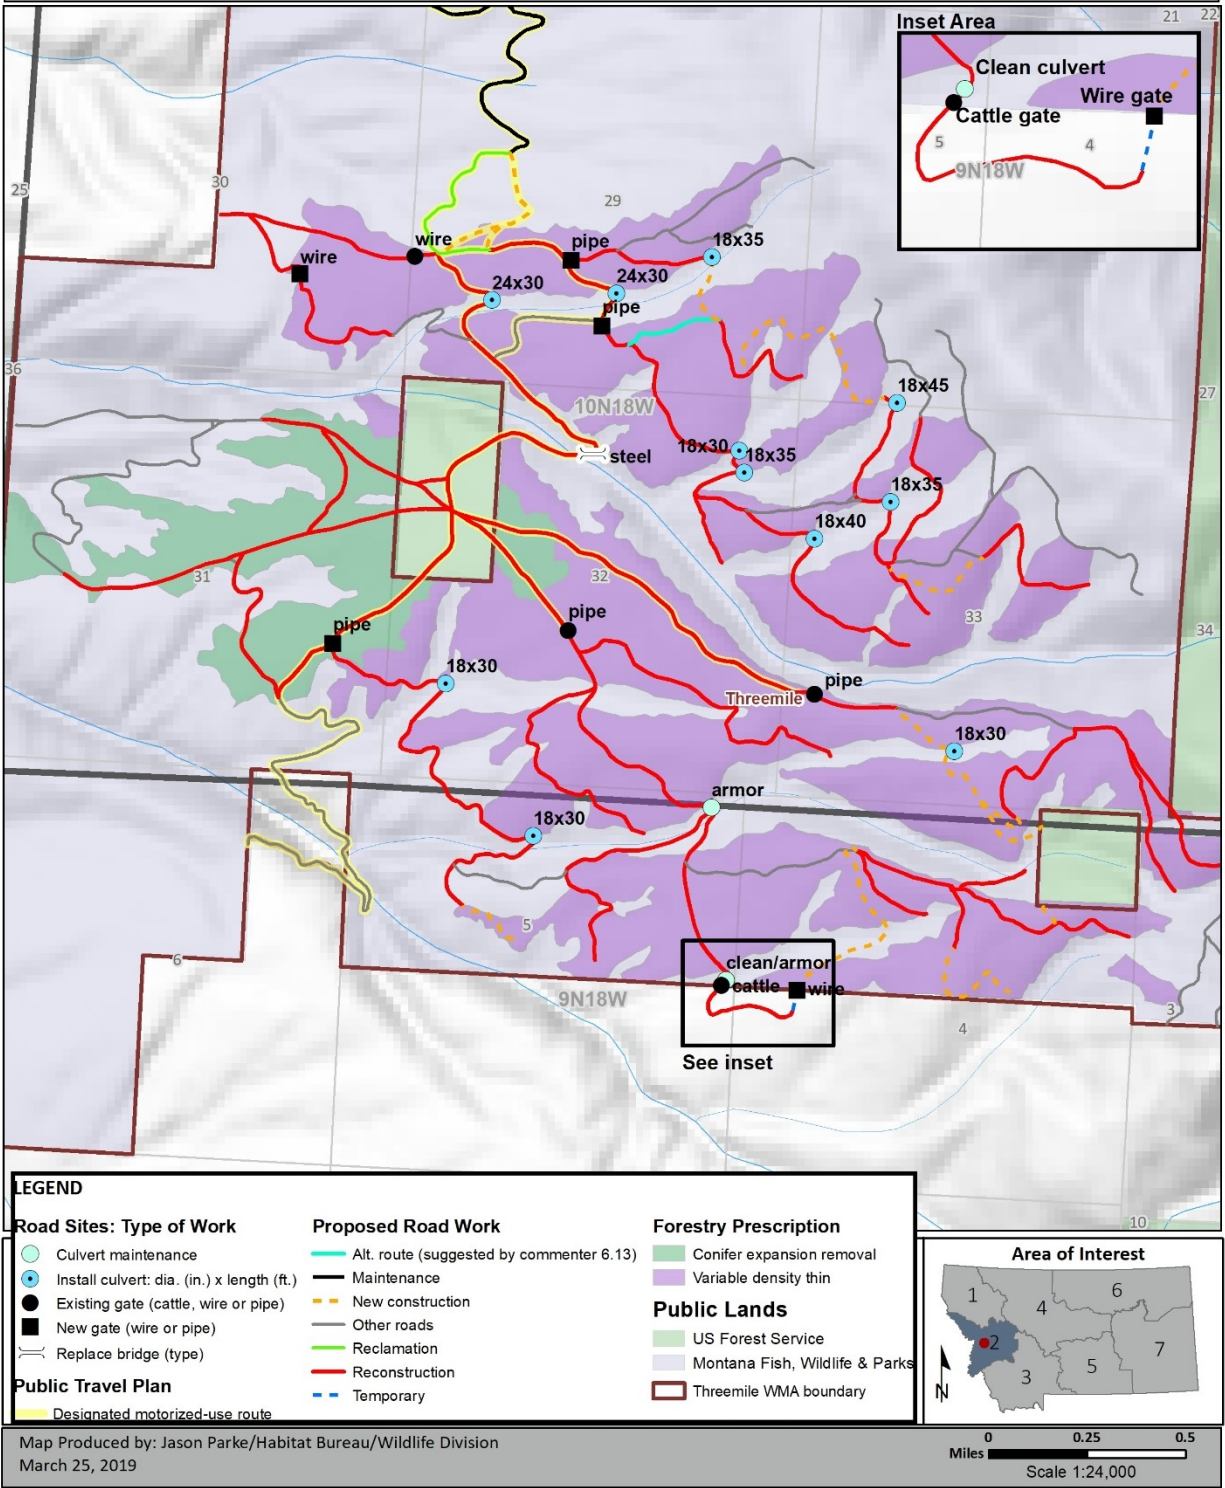 21 22
Inset Area
Clean culvert
Wire gate
Cattle gate
5
4
9N18W
25
30
29
wire
wire
pipe
18x35
24x30
24x30
pipe
36
27
10N18W
18x45
18x30
18x35
steel
18x35
18x40
31
32
33
34
pipe
pipe
18x30
pipe
Threemile
18x30
armor
18x30
5
6
clean/armor
cattle
wire
9N18W
4
3
See inset
10
LEGEND
Road Sites: Type of Work
Culvert maintenance
Install culvert: dia. (in.) x length (ft.)
Existing gate (cattle, wire or pipe)
New gate (wire or pipe)
Replace bridge (type)
Public Travel Plan
Designated motorized-use route
Proposed Road Work
Alt. route (suggested by commenter 6.13)
Maintenance
New construction
Other roads
Reclamation
Reconstruction
Temporary
Forestry Prescription
Conifer expansion removal
Variable density thin
Public Lands
US Forest Service
Montana Fish, Wildlife & Parks
Threemile WMA boundary
Area of Interest
1
4
6
2
7
5
3
N
Map Produced by: Jason Parke/Habitat Bureau/Wildlife Division
March 25, 2019
0 0.25 0.5
Miles
Scale 1:24,000